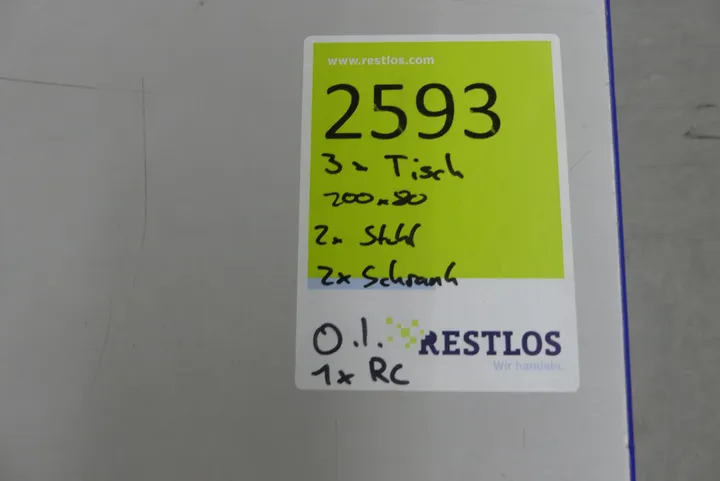 www.restlos.com
2593
3x Tisch
200x80
2x Stuhl
2x Schrank
O.I.
RESTLOS
Wir handeln.
1x RC